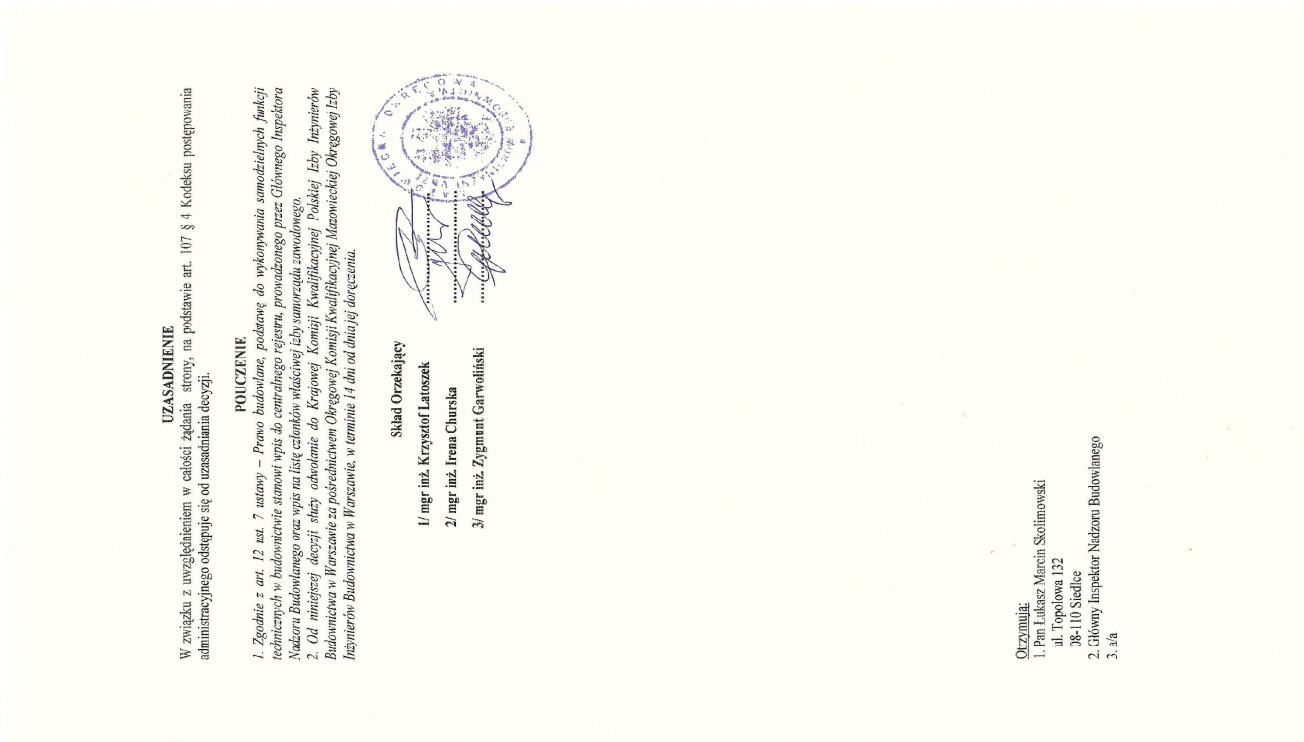 UZASADNIENIE
W związku z uwzględnieniem w całości żądania strony, na podstawie art. 107 § 4 Kodeksu postępowania
administracyjnego odstępuje się od uzasadniania decyzji.
POUCZENIE
1. Zgodnie z art. 12 ust. 7 ustawy – Prawo budowlane, podstawę do wykonywania samodzielnych funkcji
technicznych w budownictwie stanowi wpis do centralnego rejestru, prowadzonego przez Głównego Inspektora
Nadzoru Budowlanego oraz wpis na listę członków właściwej izby samorządu zawodowego.
2. Od niniejszej decyzji służy odwołanie do Krajowej Komisji Kwalifikacyjnej Polskiej Izby Inżynierów
Budownictwa w Warszawie za pośrednictwem Okręgowej Komisji Kwalifikacyjnej Mazowieckiej Okręgowej Izby
Inżynierów Budownictwa w Warszawie, w terminie 14 dni od dnia jej doręczenia.
Skład Orzekający
1/ mgr inż. Krzysztof Latoszek
2/ mgr inż. Irena Churska
3/ mgr inż. Zygmunt Garwoliński
OKRĘGOWA
Otrzymują:
1. Pan Łukasz Marcin Skolimowski
ul. Topolowa 132
08-110 Siedlce
2. Główny Inspektor Nadzoru Budowlanego
3. a/a